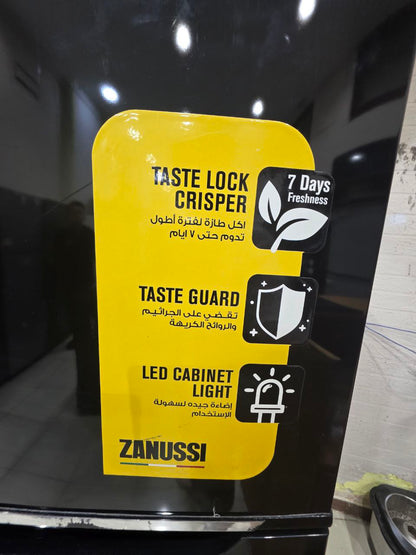 TASTE LOCK
CRISPER
7 Days
Freshness
اكل طازة لفترة أطول
تدوم حتى ٧ ايام
TASTE GUARD
تقضي على الجراثيم
والروائح الكريهة
LED CABINET
LIGHT
إضاءة جيده لسهولة
الإستخدام
ZANUSSI